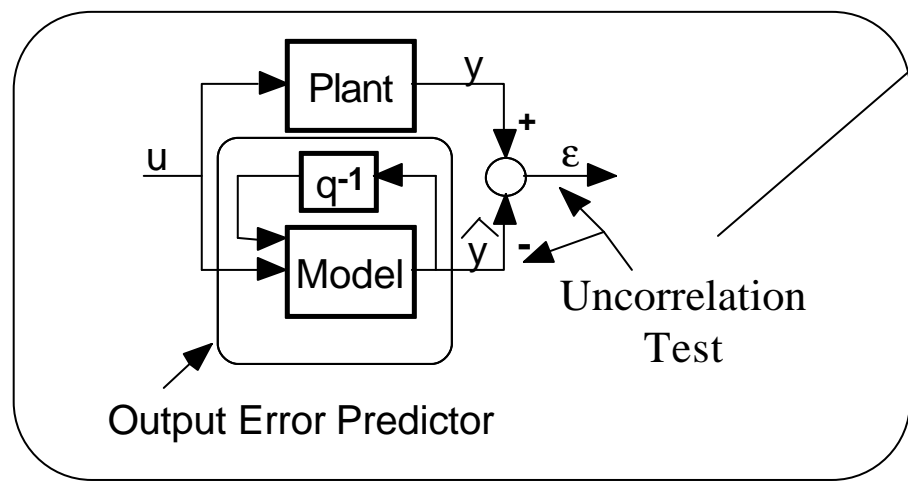 Plant
y
+
u
q-1
ε
Model
ŷ
-
Uncorrelation
Test
Output Error Predictor